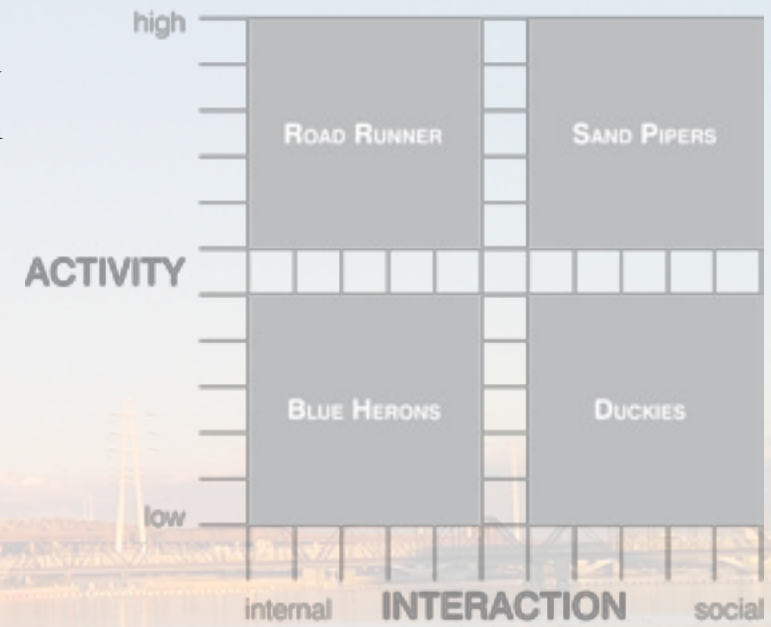 high
ROAD RUNNER
SAND PIPERS
ACTIVITY
BLUE HERONS
DUCKIES
low
internal
INTERACTION
social